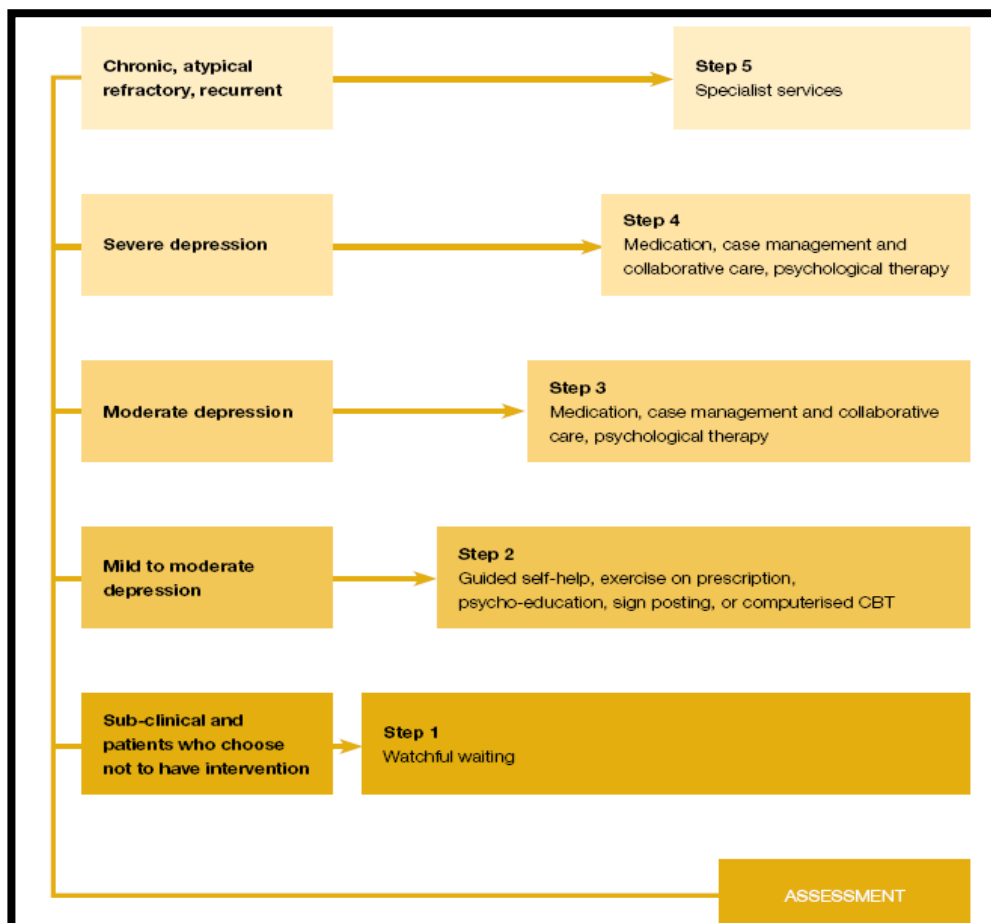 Chronic, atypical
refractory, recurrent
Step 5
Specialist services
Severe depression
Step 4
Medication, case management and
collaborative care, psychological therapy
Moderate depression
Step 3
Medication, case management and collaborative
care, psychological therapy
Mild to moderate
depression
Step 2
Guided self-help, exercise on prescription,
psycho-education, sign posting, or computerised CBT
Sub-clinical and
patients who choose
not to have intervention
Step 1
Watchful waiting
ASSESSMENT